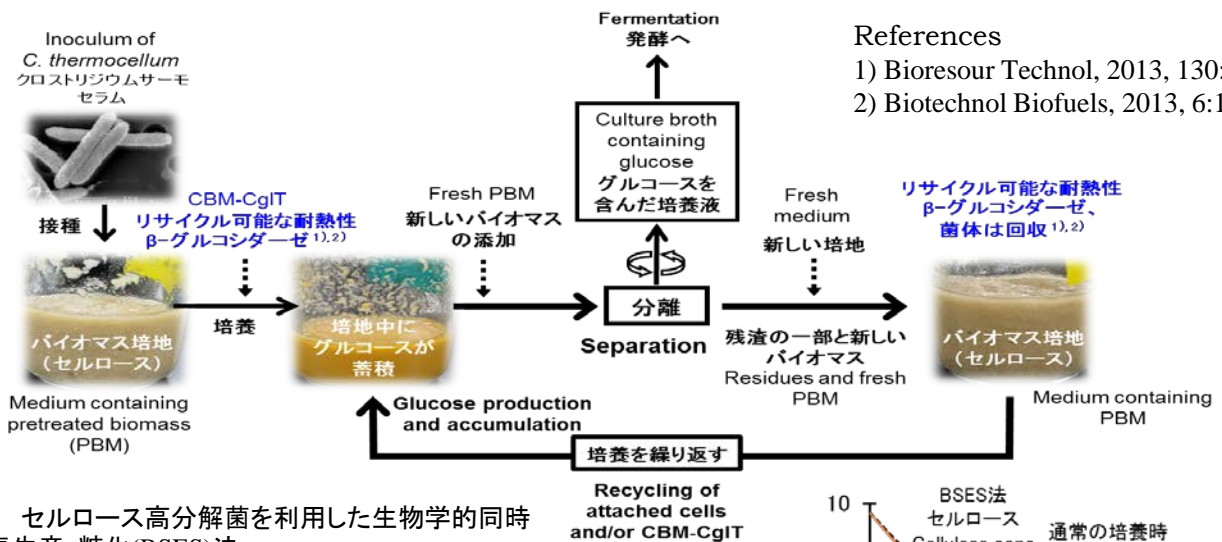 Inoculum of
C. thermocellum
クロストリジウムサーモ
セラム
接種
バイオマス培地
(セルロース)
Medium containing
pretreated biomass
(PBM)
CBM-CglT
リサイクル可能な耐熱性
β-グルコシダーゼ 1), 2)
培養
培地中に
グルコースが
蓄積
Glucose production
and accumulation
Fresh PBM
新しいバイオマス
の添加
Fermentation
発酵へ
Culture broth
containing
glucose
グルコースを
含んだ培養液
分離
Separation
Fresh
medium
新しい培地
残渣の一部と新しい
バイオマス
Residues and fresh
PBM
References
1) Bioresour Technol, 2013, 130:
2) Biotechnol Biofuels, 2013, 6:1
リサイクル可能な耐熱性
β-グルコシダーゼ、
菌体は回収 1), 2)
バイオマス培地
(セルロース)
Medium containing
PBM
培養を繰り返す
Recycling of
attached cells
and/or CBM-CglT
セルロース高分解菌を利用した生物学的同時
10
BSES法
セルロース
通常の培養時